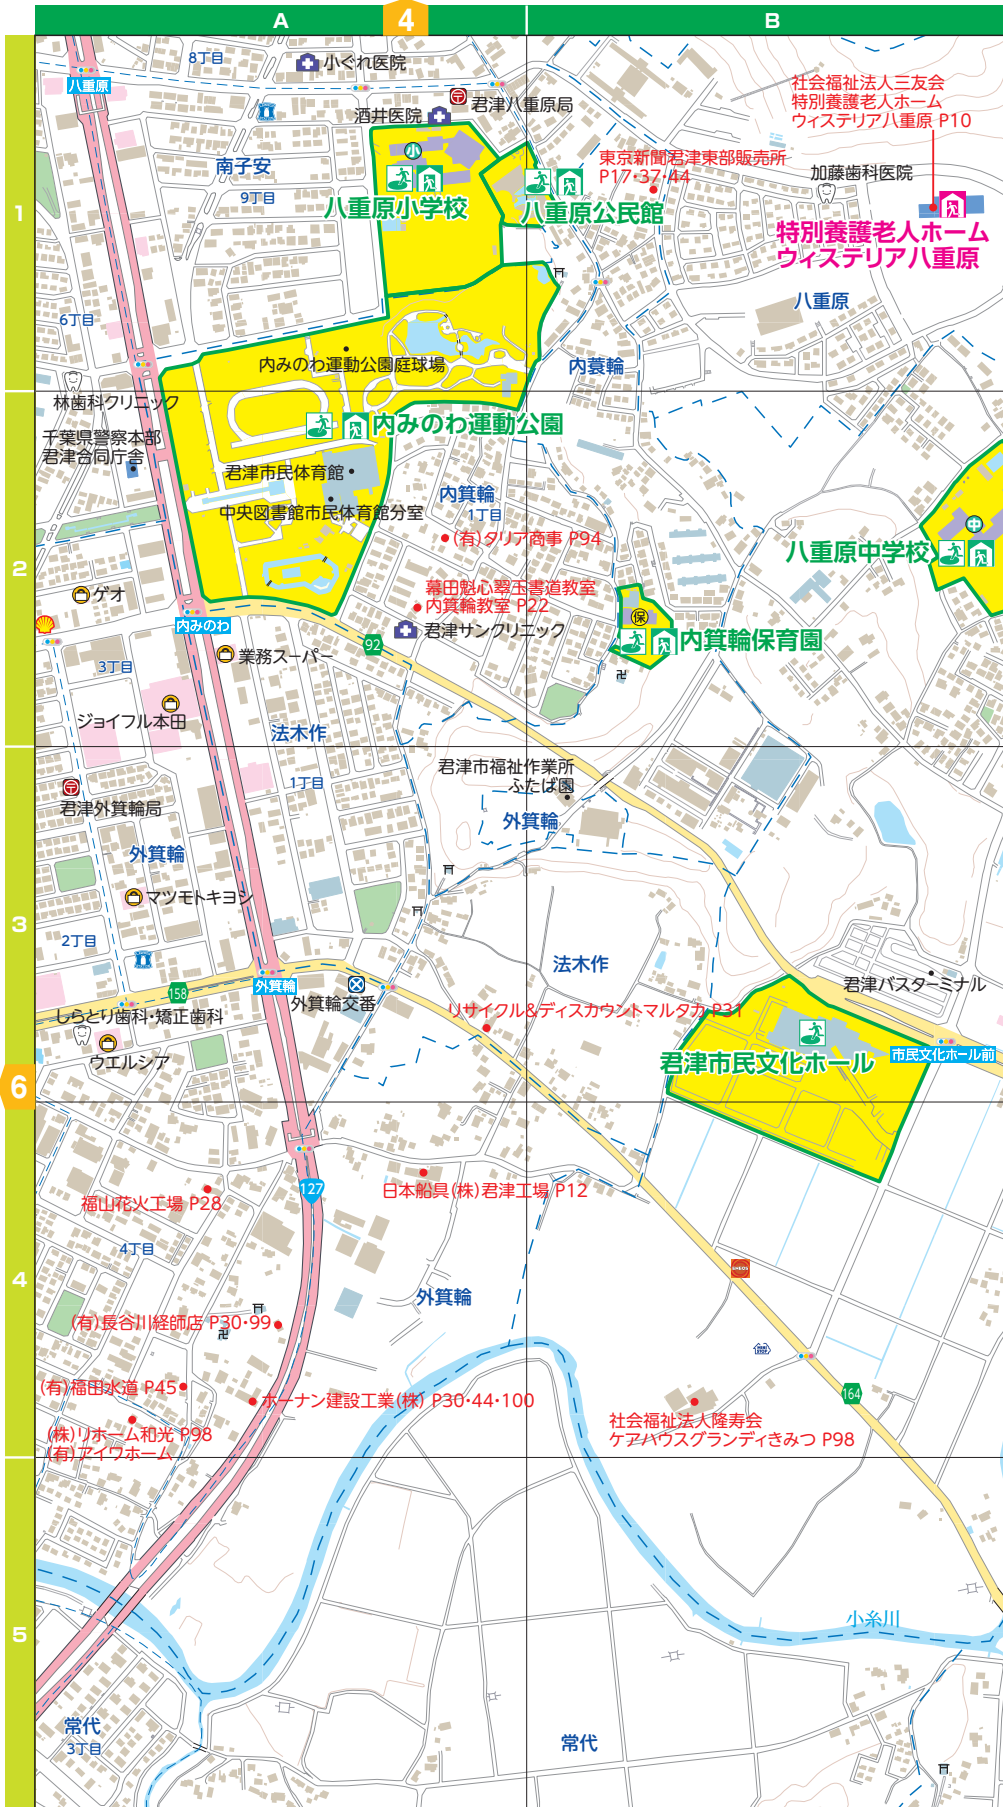 A
4
B
8丁目
小ぐれ医院
八重原
君津八重原局
酒井医院
社会福祉法人三友会
特別養護老人ホーム
ウィステリア八重原 P10
小
南子安
東京新聞君津東部販売所
P17・37・44
加藤歯科医院
9丁目
八重原小学校
八重原公民館
1
特別養護老人ホーム
ウィステリア八重原
八重原
6丁目
内みのわ運動公園庭球場
内蓑輪
林歯科クリニック
内みのわ運動公園
千葉県警察本部
君津合同庁舎
君津市民体育館
内箕輪
1丁目
中央図書館市民体育館分室
中
(有)タリア商事 P94
八重原中学校
2
幕田魁心翠玉書道教室
内箕輪教室 P22
ゲオ
保
内みのわ
君津サンクリニック
内箕輪保育園
92
業務スーパー
3丁目
ジョイフル本田
法木作
君津市福祉作業所
ふたば園
1丁目
君津外箕輪局
外箕輪
外箕輪
マツモトキヨシ
3
2丁目
法木作
外箕輪
158
外箕輪交番
君津バスターミナル
しらとり歯科・矯正歯科
リサイクル&ディスカウントマルタカ P31
ウエルシア
君津市民文化ホール
市民文化ホール前
6
127
日本船具(株)君津工場 P12
福山花火工場 P28
4丁目
ENEOS
4
外箕輪
(有)長谷川経師店 P30・99
MINI STOP
(有)福田水道 P45
ホーナン建設工業(株) P30・44・100
164
(株)リホーム和光 P98
(有)アイワホーム
社会福祉法人隆寿会
ケアハウスグランディきみつ P98
小糸川
5
常代
3丁目
常代